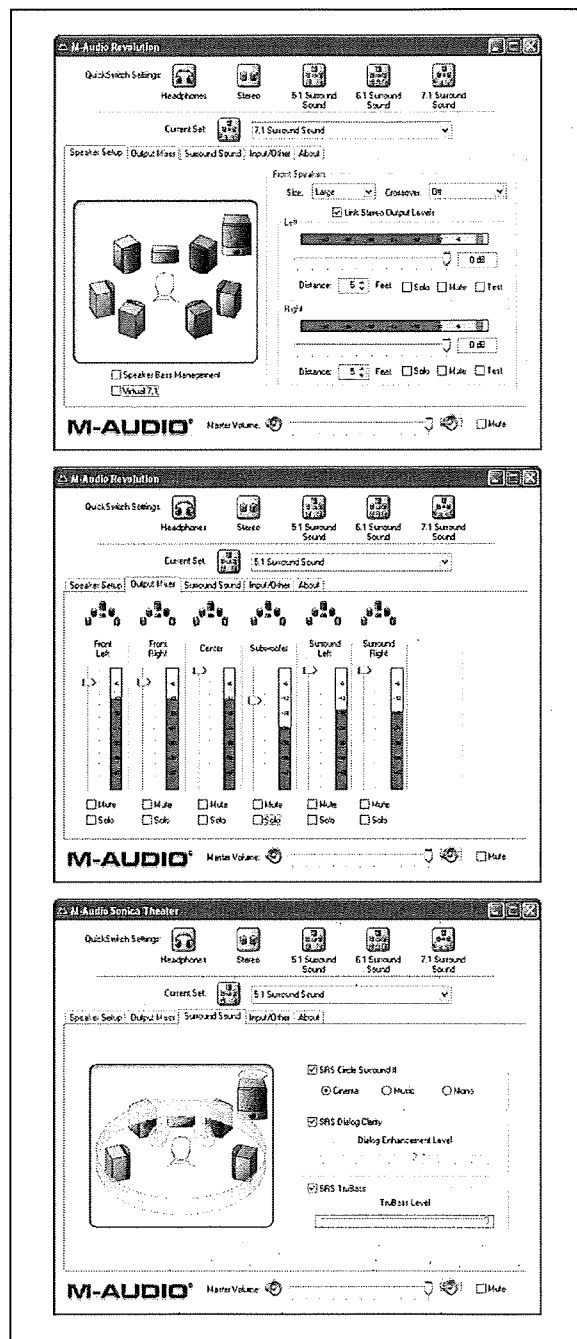 M-Audio Revolution
QuickSwitch Settings:
Headphones
Stereo
5.1 Surround Sound
6.1 Surround Sound
7.1 Surround Sound
Current Set:
7.1 Surround Sound
Speaker Setup Output Mixer Surround Sound Input/Other About
Front Speakers
Size: Large Crossover: Off
Link Stereo Output Levels
Left
0 dB
Distance: 5 Feet Solo Mute Test
Right
0 dB
Distance: 5 Feet Solo Mute Test
Speaker Bass Management
Virtual 7.1
M-AUDIO® Master Volume: Mute
M-Audio Revolution
QuickSwitch Settings:
Headphones
Stereo
5.1 Surround Sound
6.1 Surround Sound
7.1 Surround Sound
Current Set:
5.1 Surround Sound
Speaker Setup Output Mixer Surround Sound Input/Other About
Front Left
Front Right
Center
Subwoofer
Surround Left
Surround Right
Mute Mute Mute Mute Mute Mute
Solo Solo Solo Solo Solo Solo
M-AUDIO® Master Volume: Mute
M-Audio Sonica Theater
QuickSwitch Settings:
Headphones
Stereo
5.1 Surround Sound
6.1 Surround Sound
7.1 Surround Sound
Current Set:
5.1 Surround Sound
Speaker Setup Output Mixer Surround Sound Input/Other About
SRS Circle Surround II
Cinema Music Mono
SRS Dialog Clarity
Dialog Enhancement Level
SRS TruBass
TruBass Level
M-AUDIO® Master Volume: Mute